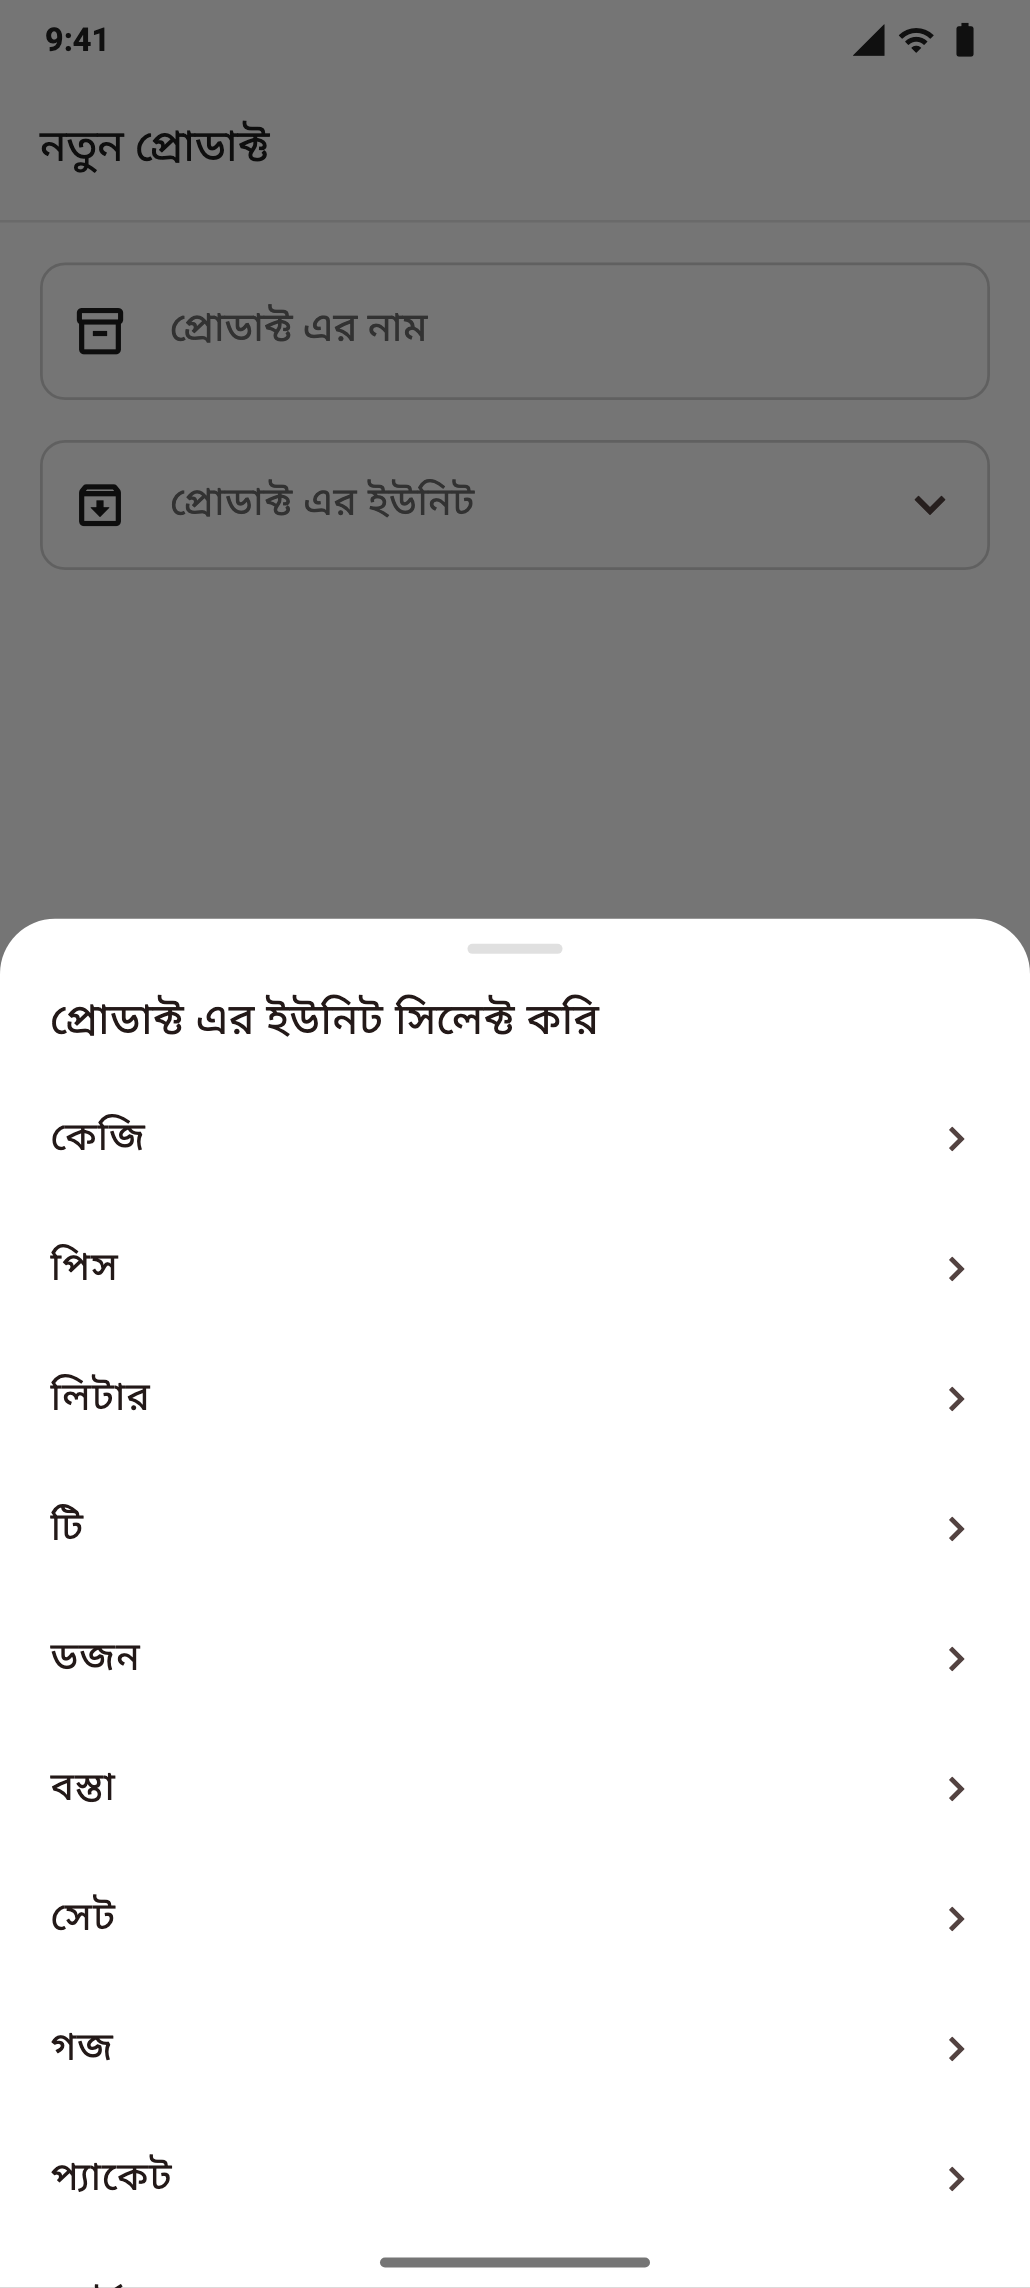 9:41
নতুন প্রোডাক্ট
প্রোডাক্ট এর নাম
প্রোডাক্ট এর ইউনিট
প্রোডাক্ট এর ইউনিট সিলেক্ট করি
কেজি
পিস
লিটার
টি
ডজন
বস্তা
সেট
গজ
প্যাকেট